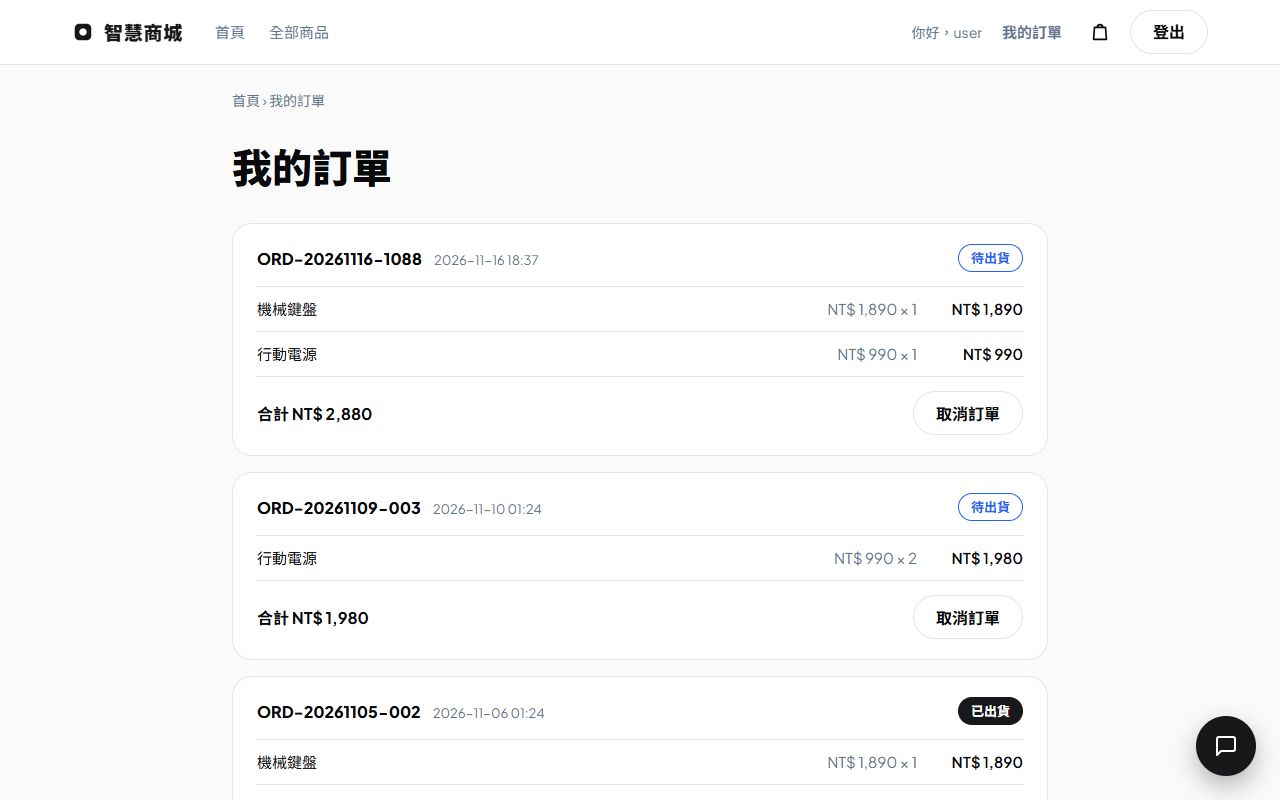 智慧商城 首頁 全部商品 你好，user 我的訂單 登出
首頁 › 我的訂單
我的訂單
ORD-20261116-1088 2026-11-16 18:37 待出貨
機械鍵盤 NT$ 1,890 × 1 NT$ 1,890
行動電源 NT$ 990 × 1 NT$ 990
合計 NT$ 2,880 取消訂單
ORD-20261109-003 2026-11-10 01:24 待出貨
行動電源 NT$ 990 × 2 NT$ 1,980
合計 NT$ 1,980 取消訂單
ORD-20261105-002 2026-11-06 01:24 已出貨
機械鍵盤 NT$ 1,890 × 1 NT$ 1,890